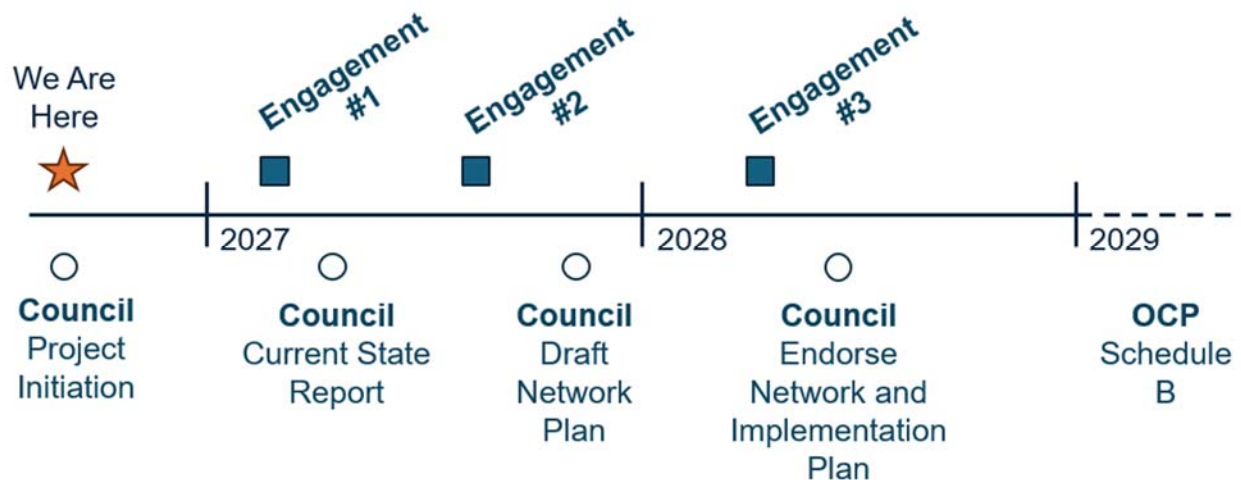 We Are
Here
Engagement
#1
Engagement
#2
Engagement
#3
2027
2028
2029
Council
Project
Initiation
Council
Current State
Report
Council
Draft
Network
Plan
Council
Endorse
Network and
Implementation
Plan
OCP
Schedule
B